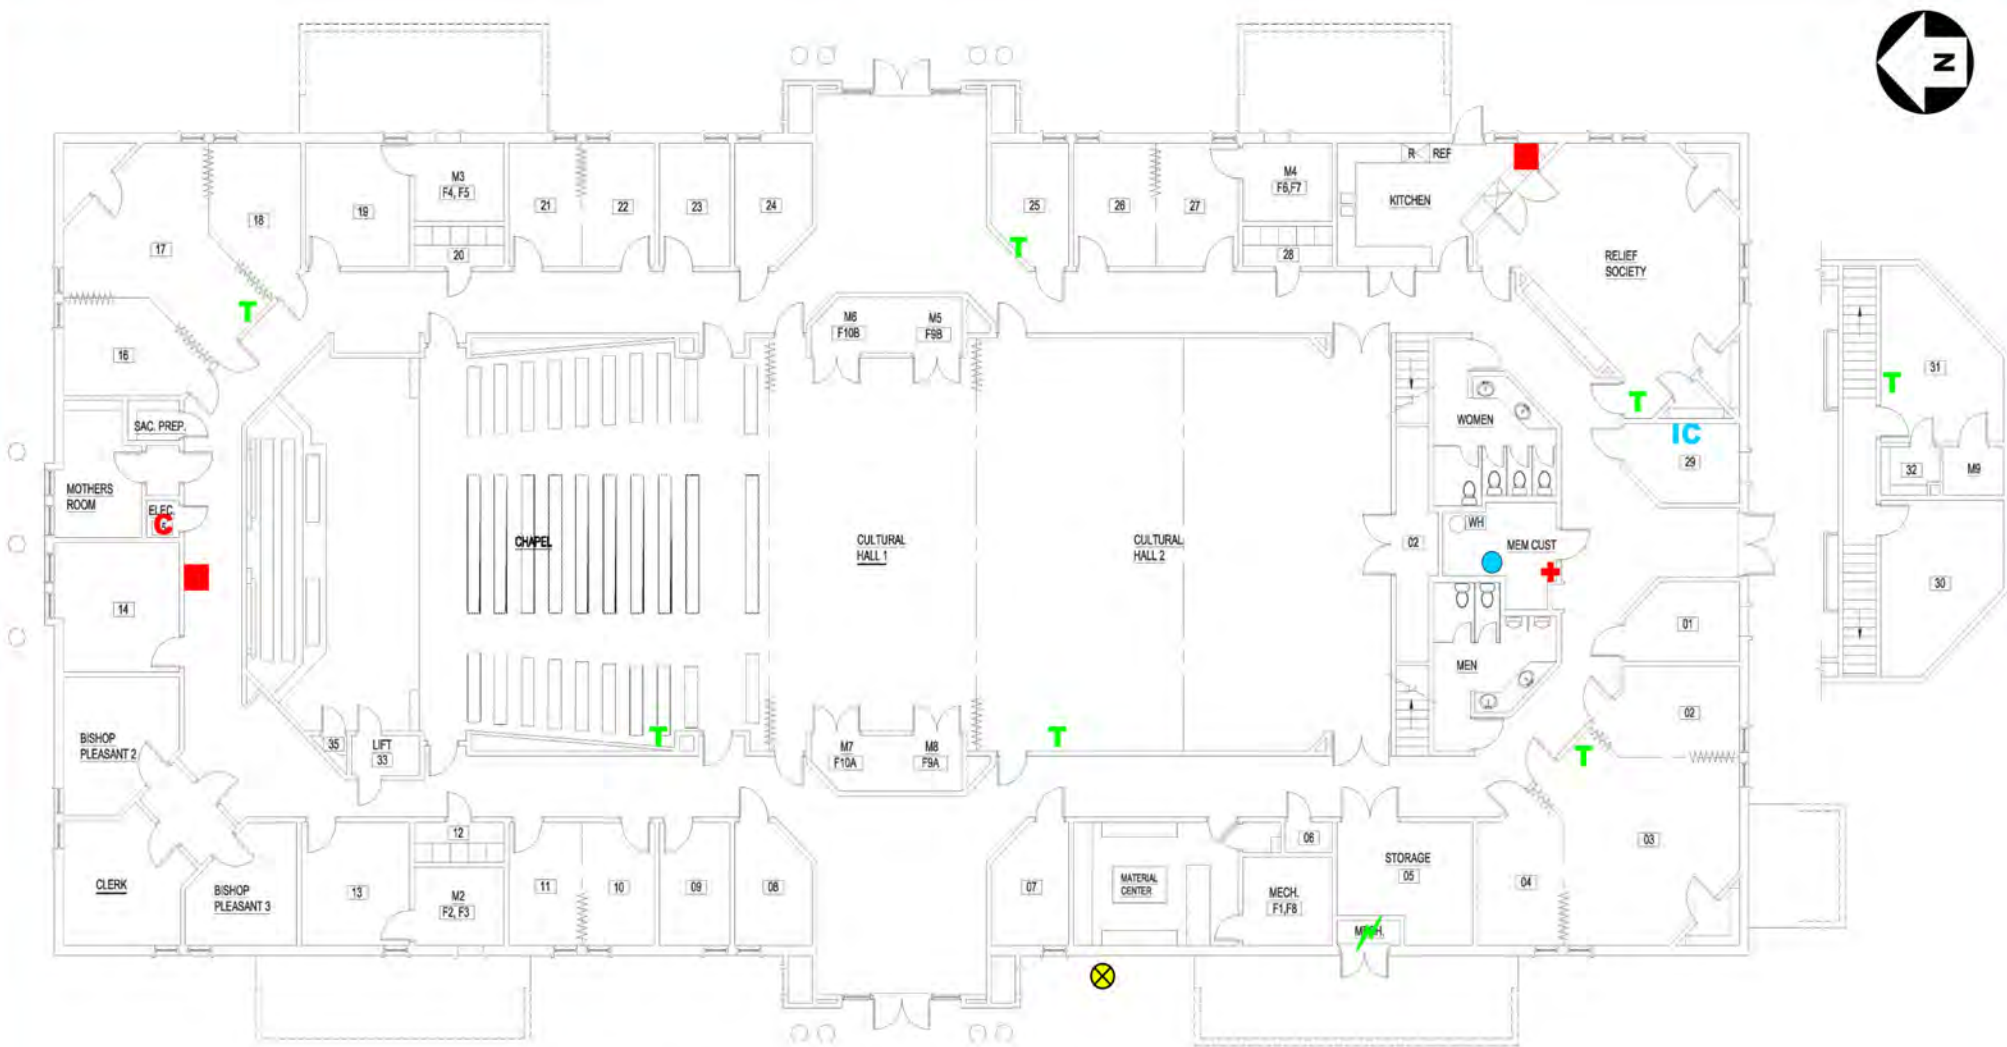 N
M3
F4, F5
M4
F6,F7
R
REF
KITCHEN
17
18
19
20
21
22
23
24
25
26
27
28
RELIEF
SOCIETY
T
T
16
M6
F10B
M5
F9B
31
T
T
SAC. PREP.
WOMEN
IC
29
32
M9
MOTHERS
ROOM
ELEC.
C
WH
CHAPEL
CULTURAL
HALL 1
CULTURAL
HALL 2
02
MEM CUST
14
30
01
MEN
02
BISHOP
PLEASANT 2
35
LIFT
33
T
M7
F10A
M8
F9A
T
T
12
06
03
STORAGE
05
CLERK
BISHOP
PLEASANT 3
13
M2
F2, F3
11
10
09
08
07
MATERIAL
CENTER
MECH.
F1,F8
04
MECH.